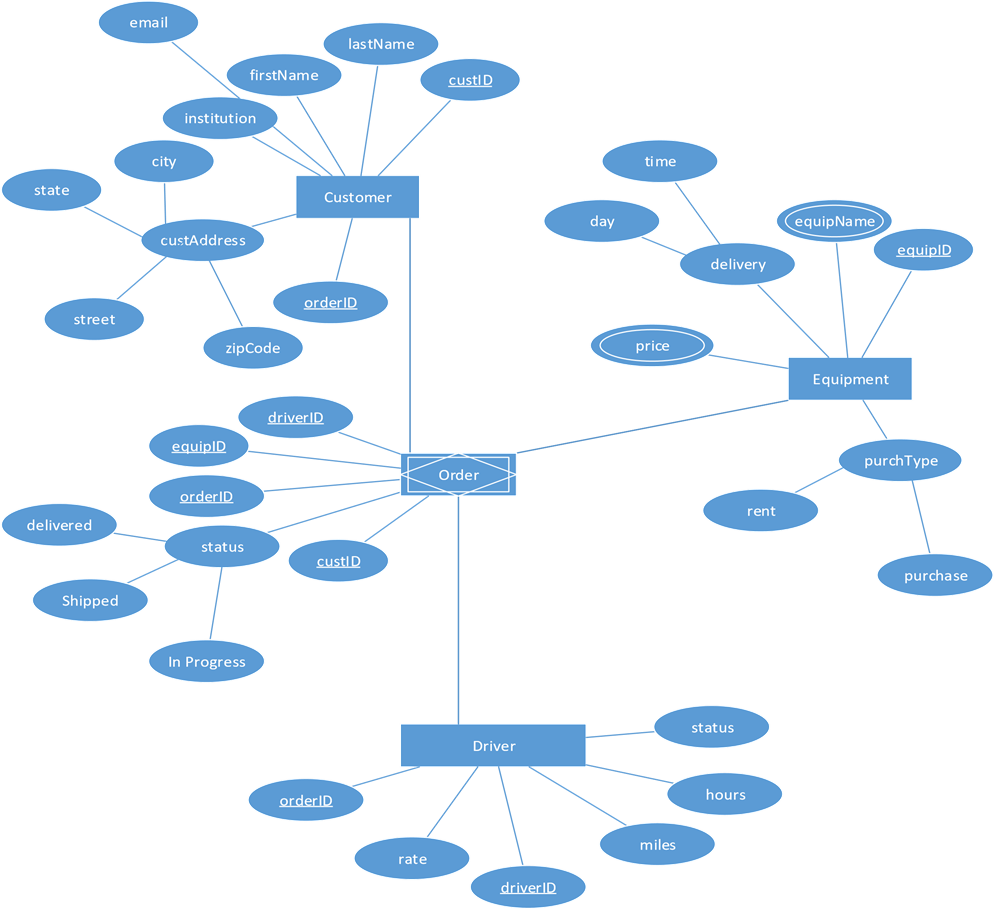 email
lastName
firstName
custID
institution
city
time
state
Customer
day
equipName
custAddress
equipID
delivery
orderID
street
price
zipCode
Equipment
driverID
equipID
purchType
Order
orderID
rent
delivered
status
custID
purchase
Shipped
In Progress
status
Driver
hours
orderID
miles
rate
driverID